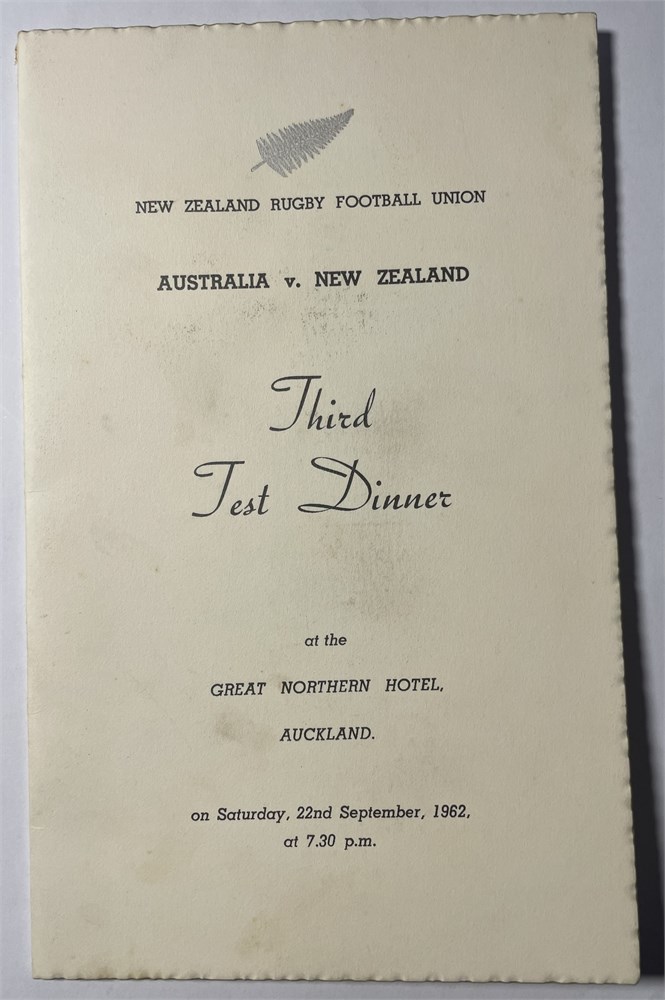 NEW ZEALAND RUGBY FOOTBALL UNION
AUSTRALIA v. NEW ZEALAND
Third
Test Dinner
at the
GREAT NORTHERN HOTEL,
AUCKLAND.
on Saturday, 22nd September, 1962,
at 7.30 p.m.